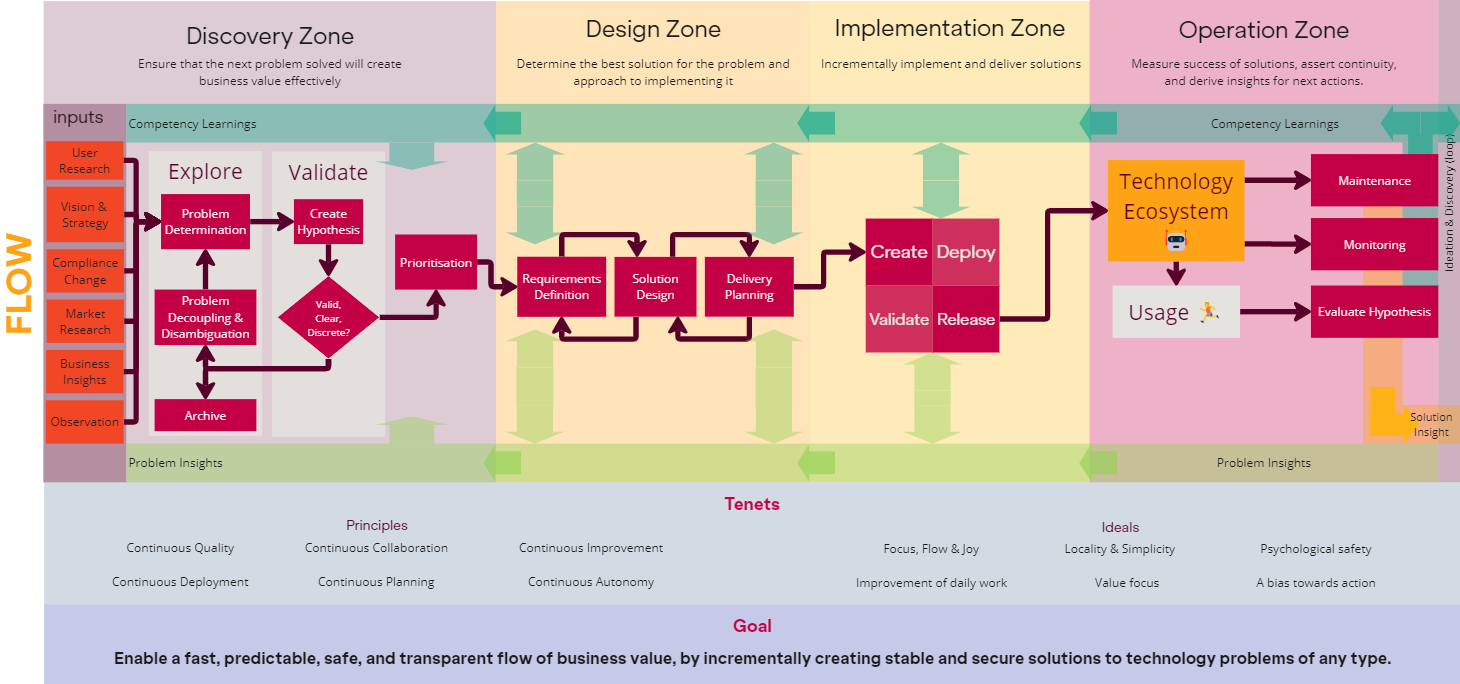 FLOW
Discovery Zone
Ensure that the next problem solved will create
business value effectively
Design Zone
Determine the best solution for the problem and
approach to implementing it
Implementation Zone
Incrementally implement and deliver solutions
Operation Zone
Measure success of solutions, assert continuity,
and derive insights for next actions.
inputs
Competency Learnings
Competency Learnings
Ideation & Discovery (loop)
User
Research
Vision &
Strategy
Compliance
Change
Market
Research
Business
Insights
Observation
Explore
Problem
Determination
Problem
Decoupling &
Disambiguation
Archive
Validate
Create
Hypothesis
Valid,
Clear,
Discrete?
Prioritisation
Requirements
Definition
Solution
Design
Delivery
Planning
Create
Deploy
Validate
Release
Technology
Ecosystem
Usage
Maintenance
Monitoring
Evaluate Hypothesis
Solution
Insight
Problem Insights
Problem Insights
Tenets
Principles
Continuous Quality
Continuous Collaboration
Continuous Improvement
Continuous Deployment
Continuous Planning
Continuous Autonomy
Ideals
Focus, Flow & Joy
Locality & Simplicity
Psychological safety
Improvement of daily work
Value focus
A bias towards action
Goal
Enable a fast, predictable, safe, and transparent flow of business value, by incrementally creating stable and secure solutions to technology problems of any type.